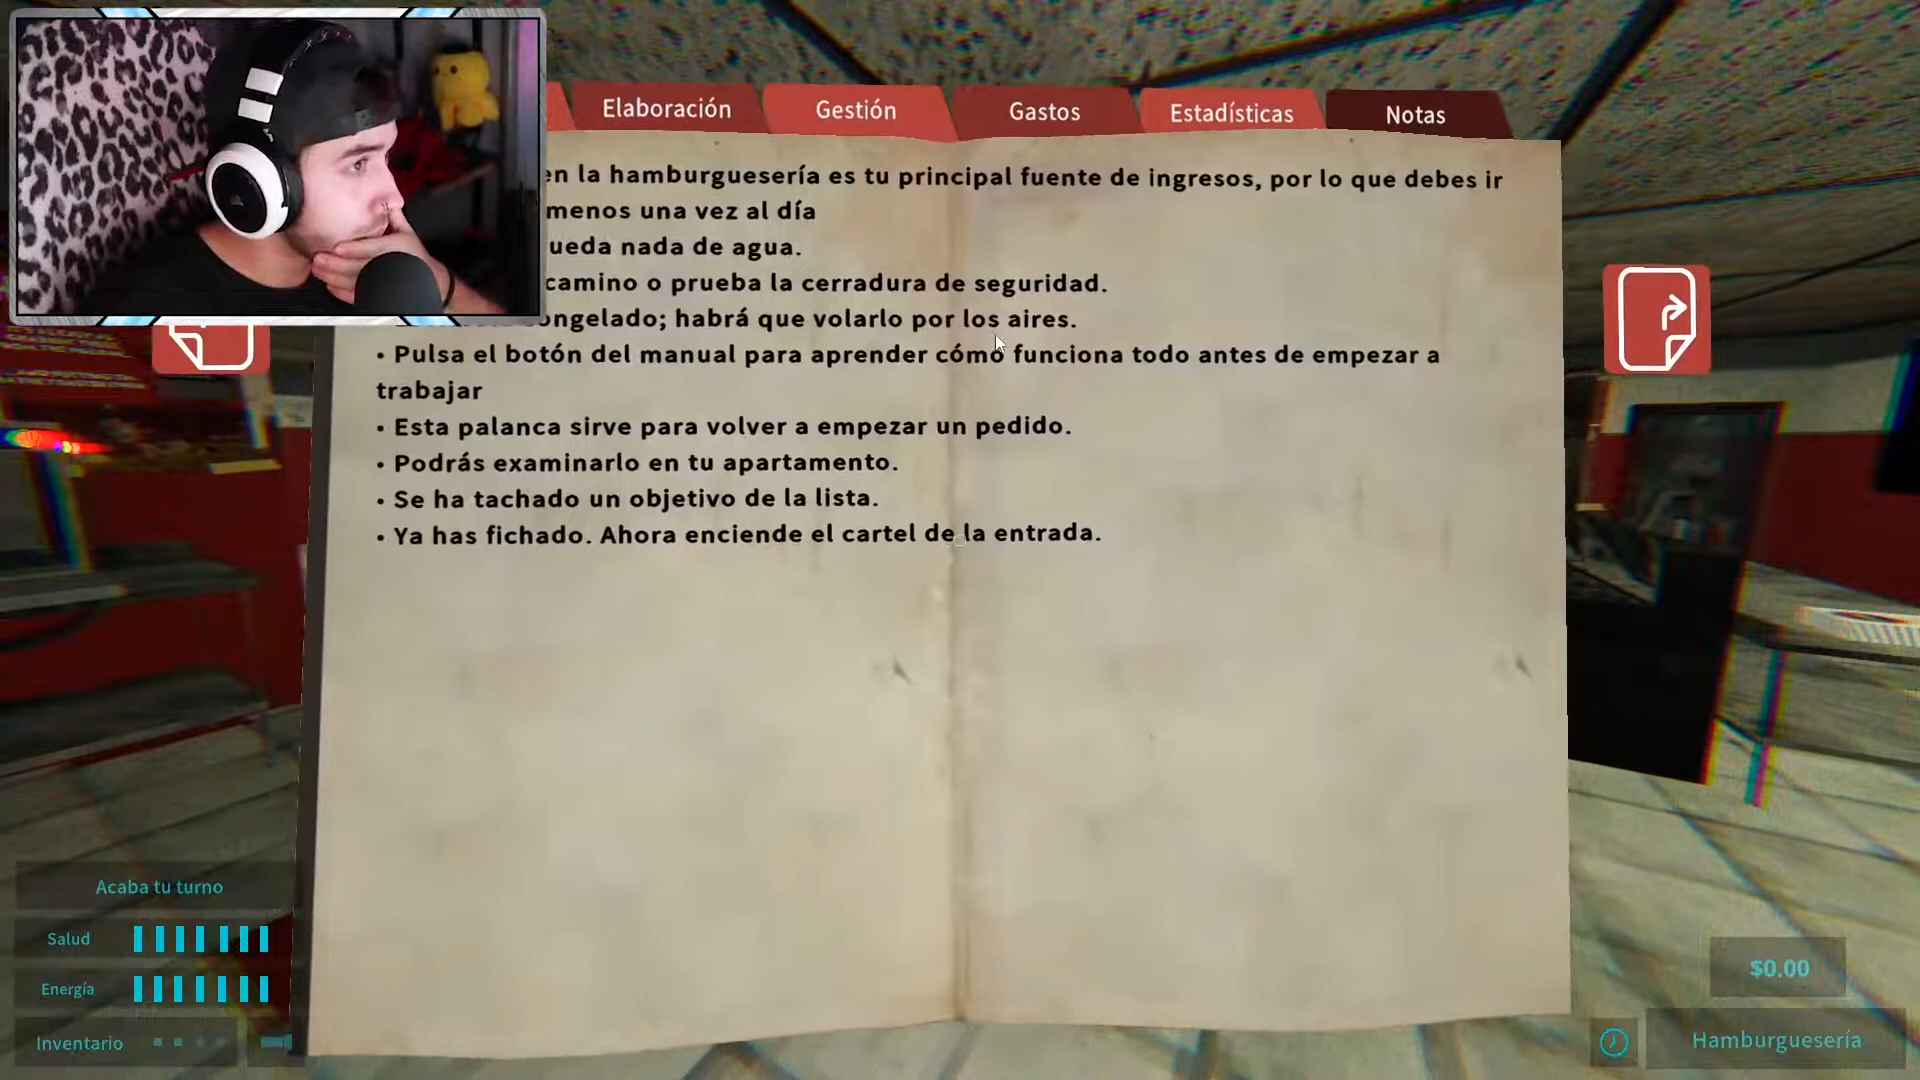 Elaboración
Gestión
Gastos
Estadísticas
Notas
en la hamburguesería es tu principal fuente de ingresos, por lo que debes ir
menos una vez al día
nada de agua.
camino o prueba la cerradura de seguridad.
habrá que volarlo por los aires.
• Pulsa el botón del manual para aprender cómo funciona todo antes de empezar a
trabajar
• Esta palanca sirve para volver a empezar un pedido.
• Podrás examinarlo en tu apartamento.
• Se ha tachado un objetivo de la lista.
• Ya has fichado. Ahora enciende el cartel de la entrada.
Acaba tu turno
Salud
Energía
Inventario
$0.00
Hamburguesería